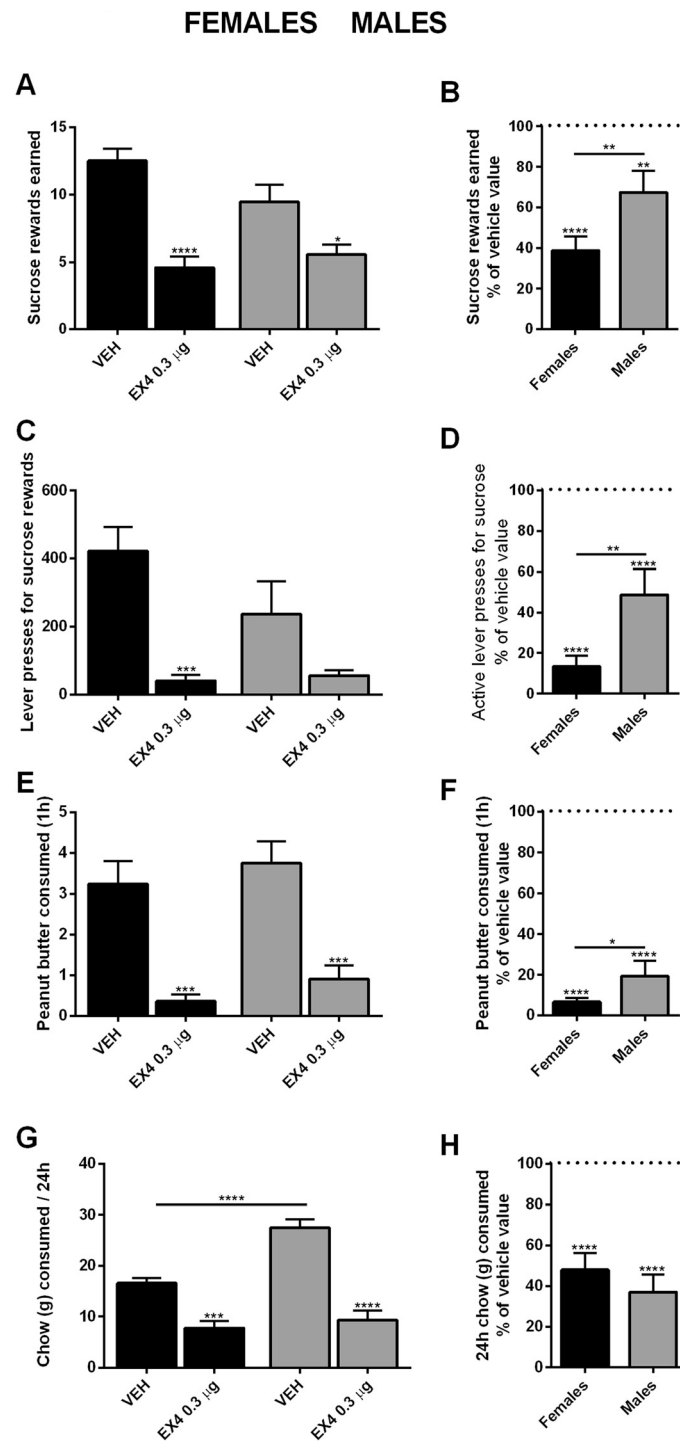 FEMALES MALES
A
Sucrose rewards earned
15
10
5
0
****
*
VEH
EX4 0.3 µg
VEH
EX4 0.3 µg
B
Sucrose rewards earned
% of vehicle value
100
80
60
40
20
0
**
**
****
Females
Males
C
Lever presses for sucrose rewards
600
400
200
0
***
VEH
EX4 0.3 µg
VEH
EX4 0.3 µg
D
Active lever presses for sucrose
% of vehicle value
100
80
60
40
20
0
**
****
****
Females
Males
E
Peanut butter consumed (1h)
5
4
3
2
1
0
***
***
VEH
EX4 0.3 µg
VEH
EX4 0.3 µg
F
Peanut butter consumed (1h)
% of vehicle value
100
80
60
40
20
0
*
****
****
Females
Males
G
Chow (g) consumed / 24h
40
30
20
10
0
****
***
****
VEH
EX4 0.3 µg
VEH
EX4 0.3 µg
H
24h chow (g) consumed
% of vehicle value
100
80
60
40
20
0
****
****
Females
Males